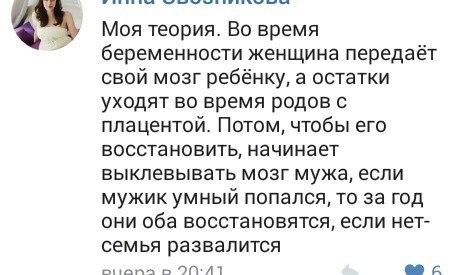 Инна Свозникова
Моя теория. Во время
беременности женщина передаёт
свой мозг ребёнку, а остатки
уходят во время родов с
плацентой. Потом, чтобы его
восстановить, начинает
выклевывать мозг мужа, если
мужик умный попался, то за год
они оба восстановятся, если нет-
семья развалится
вчера в 20:41
6